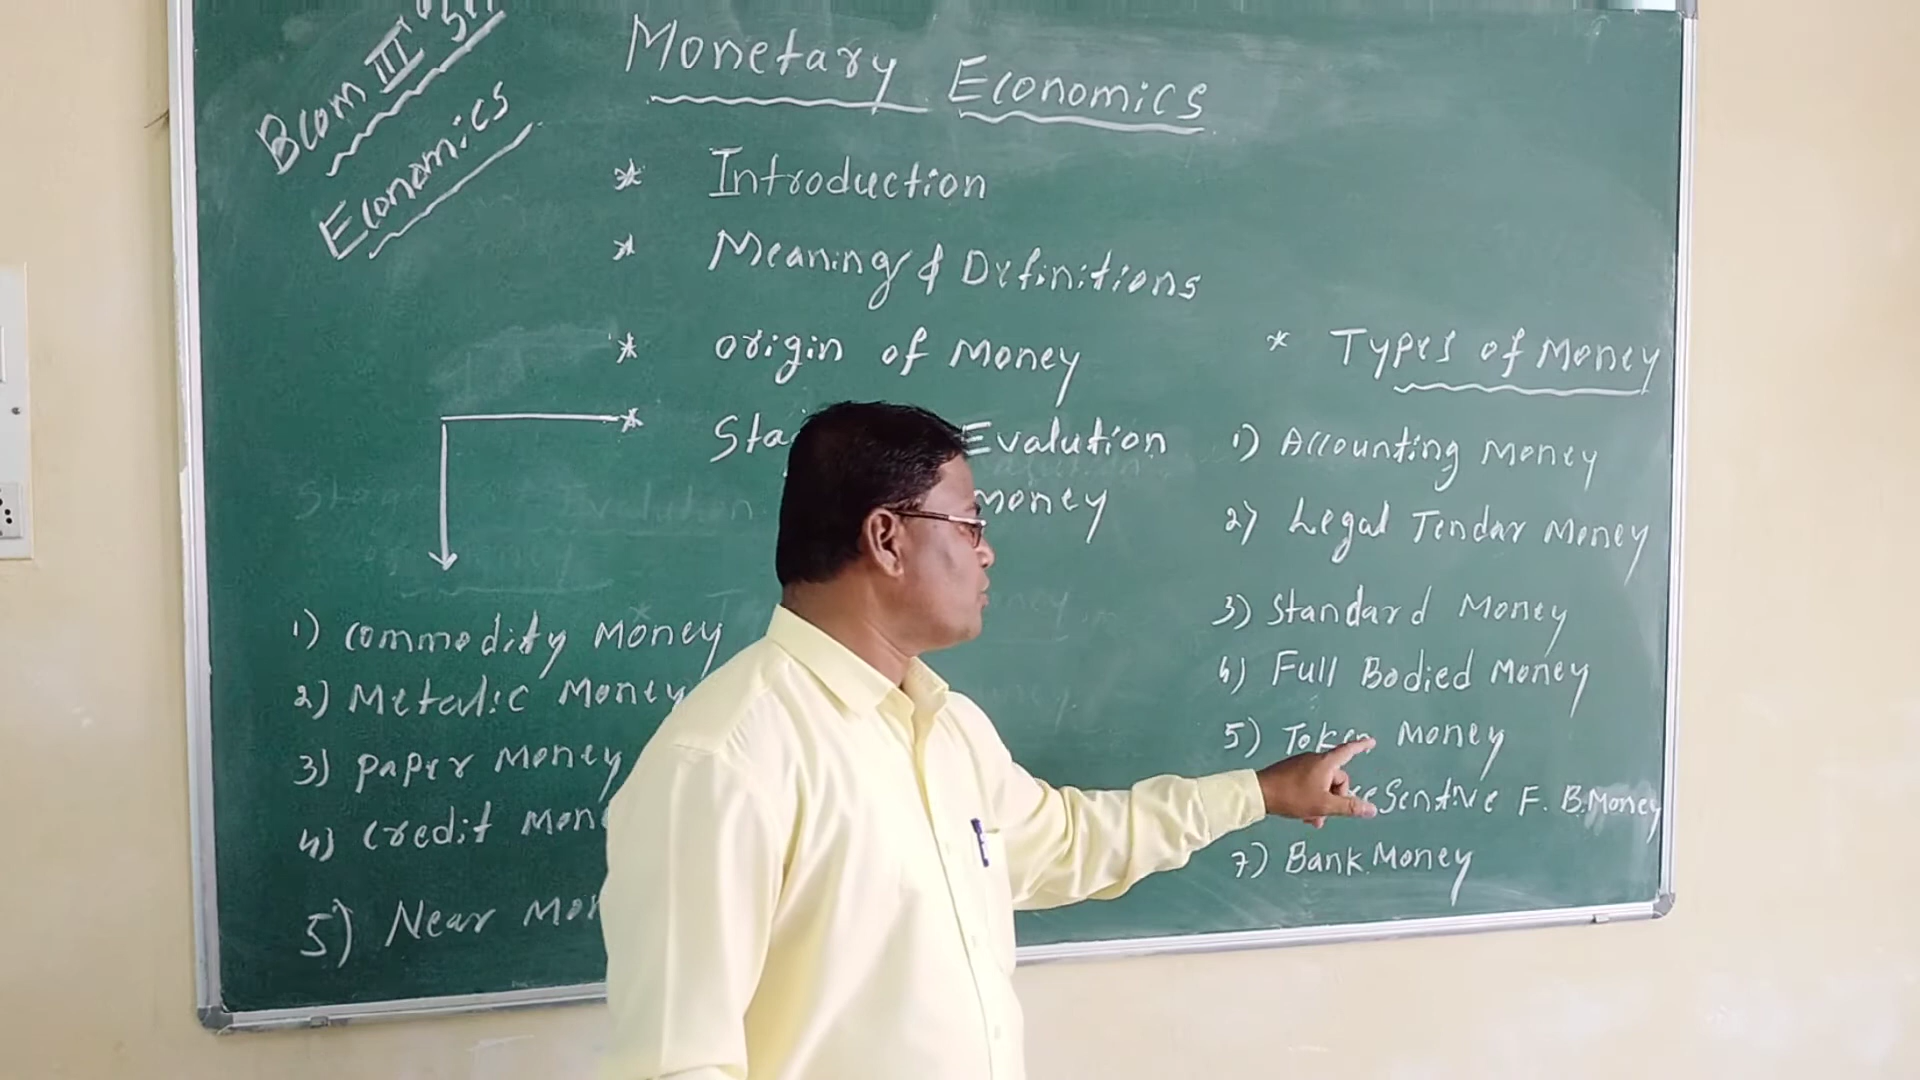 Bcom III
Economics
Monetary Economics
* Introduction
* Meaning & Definitions
* origin of Money
* Evalution
money
1) Commodity Money
2) Metalic Money
3) paper Money
4) Credit
5) Near
* Types of Money
1) Accounting Money
2) Legal Tendar Money
3) Standard Money
4) Full Bodied Money
5) Token Money
F. B. Money
7) Bank Money